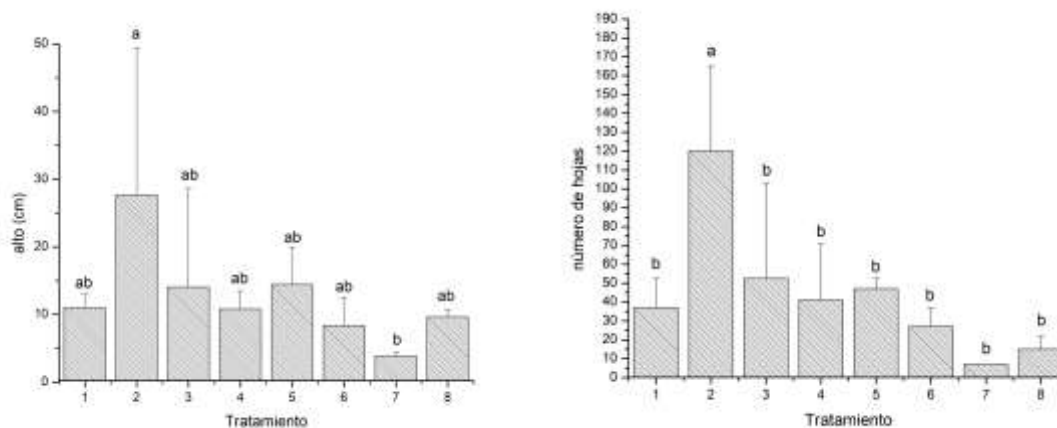 alto (cm)
50
40
30
20
10
0
ab
a
ab
ab
ab
ab
b
ab
1 2 3 4 5 6 7 8
Tratamiento
número de hojas
190
180
170
160
150
140
130
120
110
100
90
80
70
60
50
40
30
20
10
0
b
a
b
b
b
b
b
b
1 2 3 4 5 6 7 8
Tratamiento